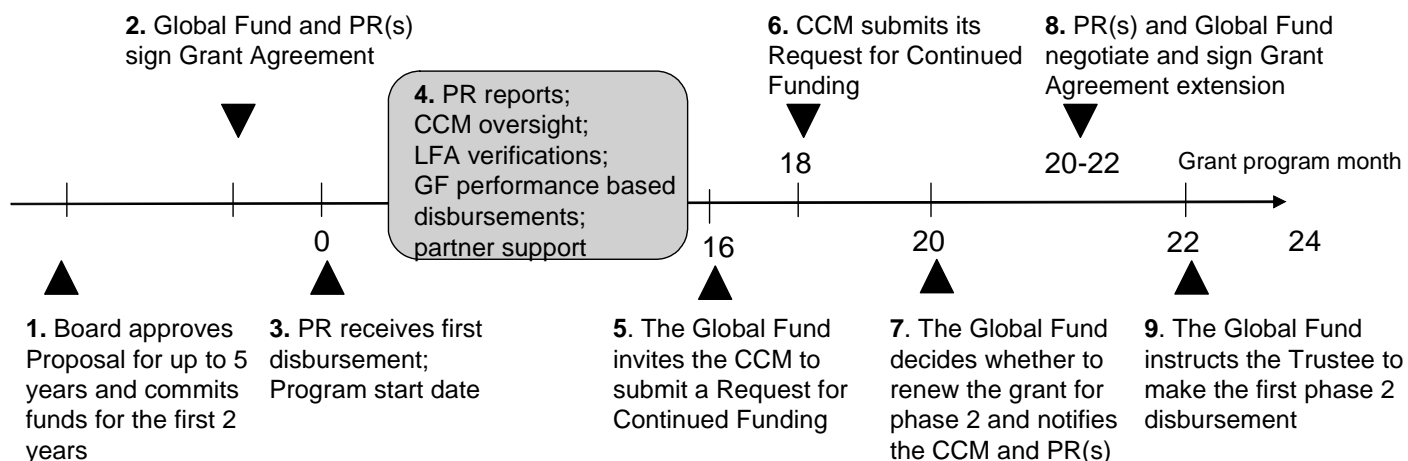 2. Global Fund and PR(s)
sign Grant Agreement
4. PR reports;
CCM oversight;
LFA verifications;
GF performance based
disbursements;
partner support
6. CCM submits its
Request for Continued
Funding
8. PR(s) and Global Fund
negotiate and sign Grant
Agreement extension
18
20-22
Grant program month
0
16
20
22
24
1. Board approves
Proposal for up to 5
years and commits
funds for the first 2
years
3. PR receives first
disbursement;
Program start date
5. The Global Fund
invites the CCM to
submit a Request for
Continued Funding
7. The Global Fund
decides whether to
renew the grant for
phase 2 and notifies
the CCM and PR(s)
9. The Global Fund
instructs the Trustee to
make the first phase 2
disbursement